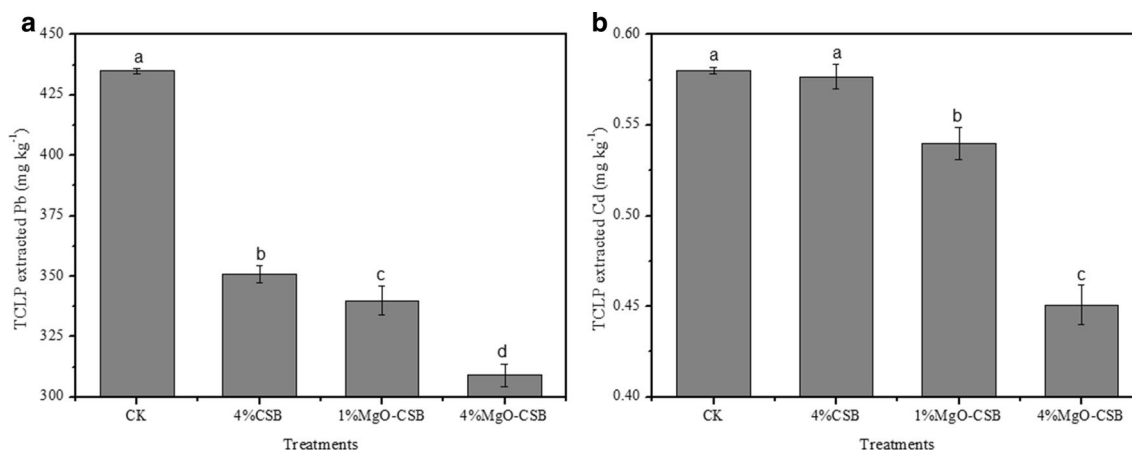 a
TCLP extracted Pb (mg kg⁻¹)
450
425
400
375
350
325
300
a
b
c
d
CK
4%CSB
1%MgO-CSB
4%MgO-CSB
Treatments
b
TCLP extracted Cd (mg kg⁻¹)
0.60
0.55
0.50
0.45
0.40
a
a
b
c
CK
4%CSB
1%MgO-CSB
4%MgO-CSB
Treatments